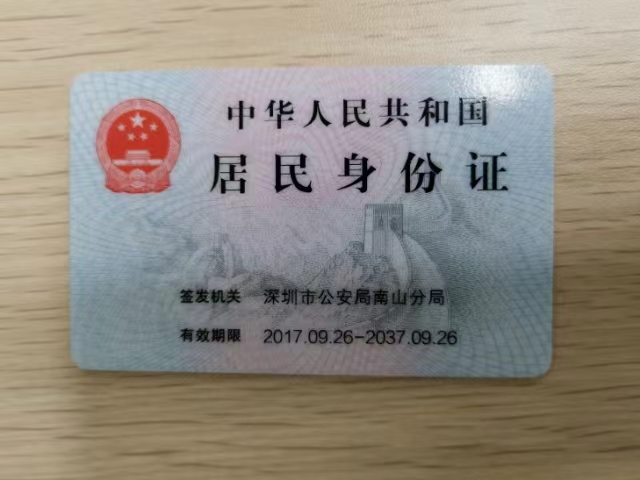 中华人民共和国
居民身份证
签发机关 深圳市公安局南山分局
有效期限 2017.09.26-2037.09.26